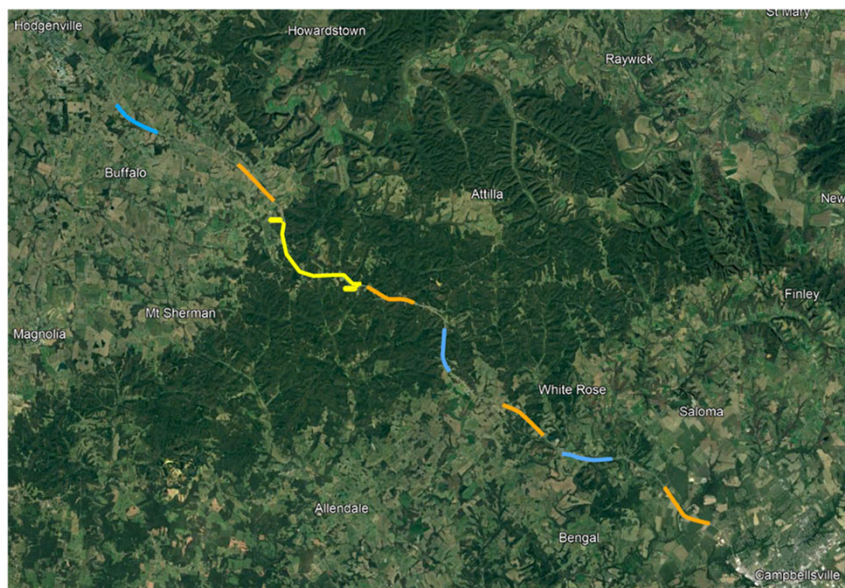 Hodgenville
Howardstown
St Mary
Raywick
Buffalo
Attilla
New
Mt Sherman
Finley
Magnolia
White Rose
Saloma
Allendale
Bengal
Campbellsville